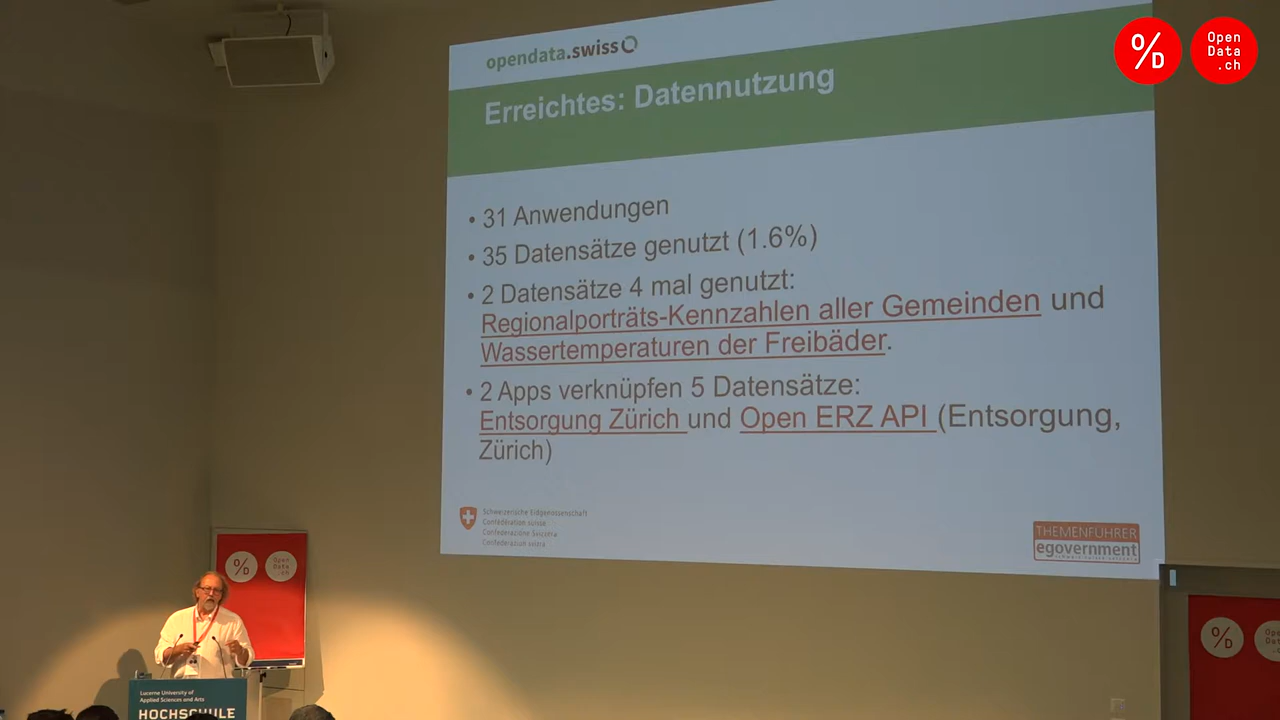 opendata.swiss
Erreichtes: Datennutzung
• 31 Anwendungen
• 35 Datensätze genutzt (1.6%)
• 2 Datensätze 4 mal genutzt:
Regionalporträts-Kennzahlen aller Gemeinden und
Wassertemperaturen der Freibäder.
• 2 Apps verknüpfen 5 Datensätze:
Entsorgung Zürich und Open ERZ API (Entsorgung,
Zürich)
Schweizerische Eidgenossenschaft
Confédération suisse
Confederazione Svizzera
Confederaziun svizra
THEMENFÜHRER
egovernment
%D
Open
Data
.ch
%D
Open
Data
.ch
Lucerne University of
Applied Sciences and Arts
HOCHSCHULE
%D